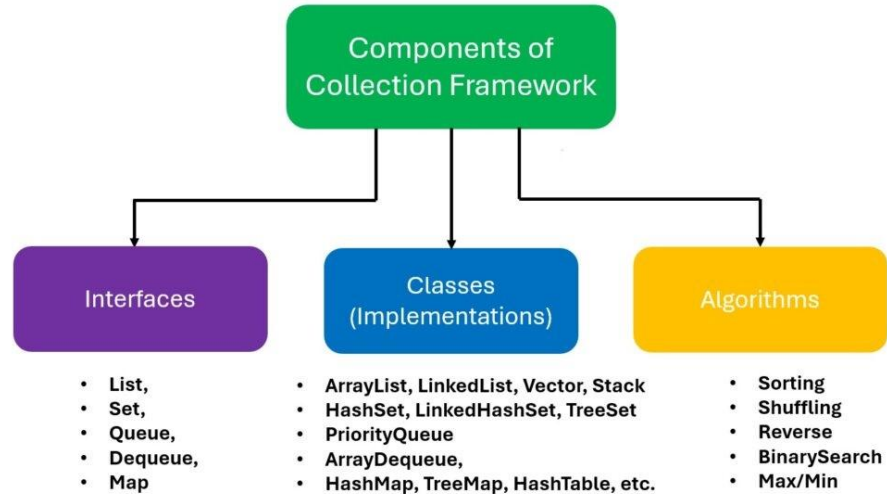 Components of
Collection Framework
Interfaces
Classes
(Implementations)
Algorithms
• List,
• Set,
• Queue,
• Dequeue,
• Map
• ArrayList, LinkedList, Vector, Stack
• HashSet, LinkedHashSet, TreeSet
• PriorityQueue
• ArrayDequeue,
• HashMap, TreeMap, HashTable, etc.
• Sorting
• Shuffling
• Reverse
• BinarySearch
• Max/Min